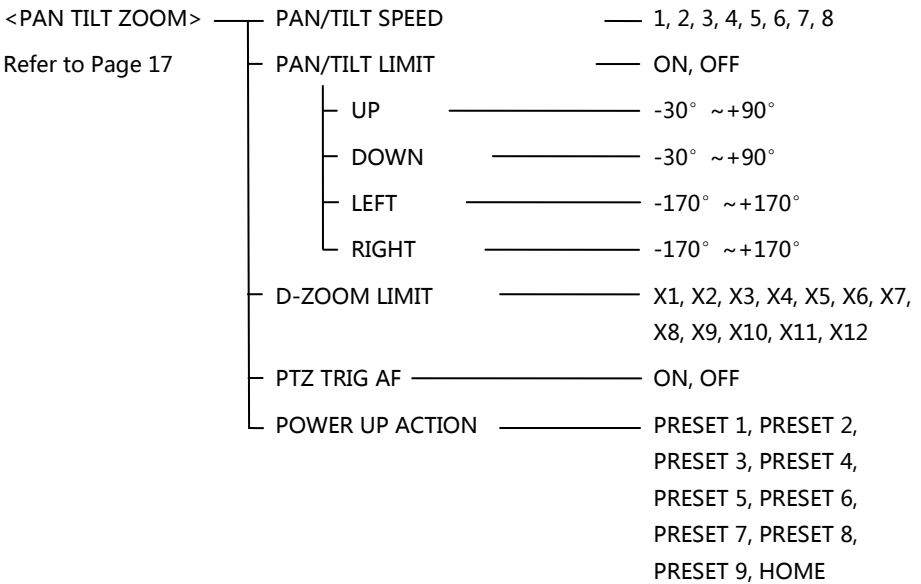 <PAN TILT ZOOM> PAN/TILT SPEED 1, 2, 3, 4, 5, 6, 7, 8
Refer to Page 17 PAN/TILT LIMIT ON, OFF
UP -30° ~+90°
DOWN -30° ~+90°
LEFT -170° ~+170°
RIGHT -170° ~+170°
D-ZOOM LIMIT X1, X2, X3, X4, X5, X6, X7,
X8, X9, X10, X11, X12
PTZ TRIG AF ON, OFF
POWER UP ACTION PRESET 1, PRESET 2,
PRESET 3, PRESET 4,
PRESET 5, PRESET 6,
PRESET 7, PRESET 8,
PRESET 9, HOME